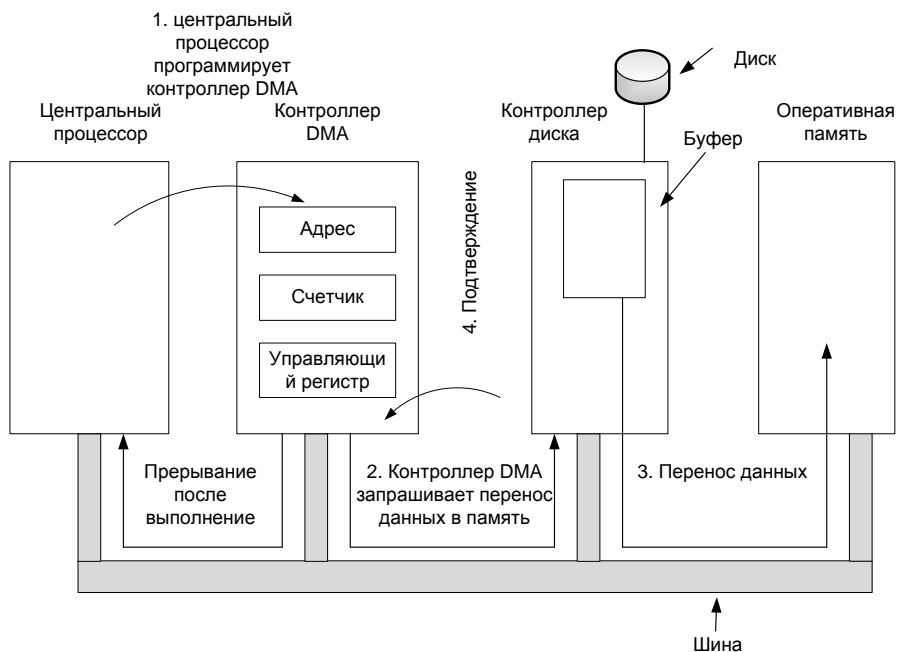 1. центральный
процессор
программирует
контроллер DMA
Диск
Центральный
процессор
Контроллер
DMA
Контроллер
диска
Оперативная
память
Буфер
Адрес
Счетчик
Управляющи
й регистр
4. Подтверждение
Прерывание
после
выполнение
2. Контроллер DMA
запрашивает перенос
данных в память
3. Перенос данных
Шина